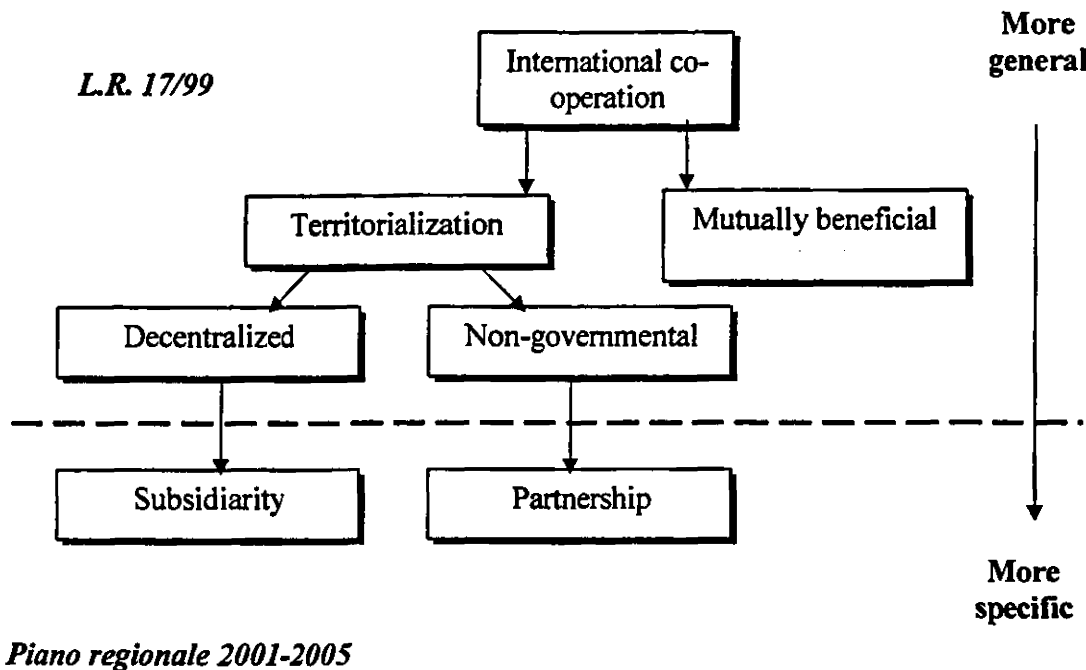 More
general
L.R. 17/99
International co-
operation
Territorialization
Mutually beneficial
Decentralized
Non-governmental
Subsidiarity
Partnership
More
specific
Piano regionale 2001-2005